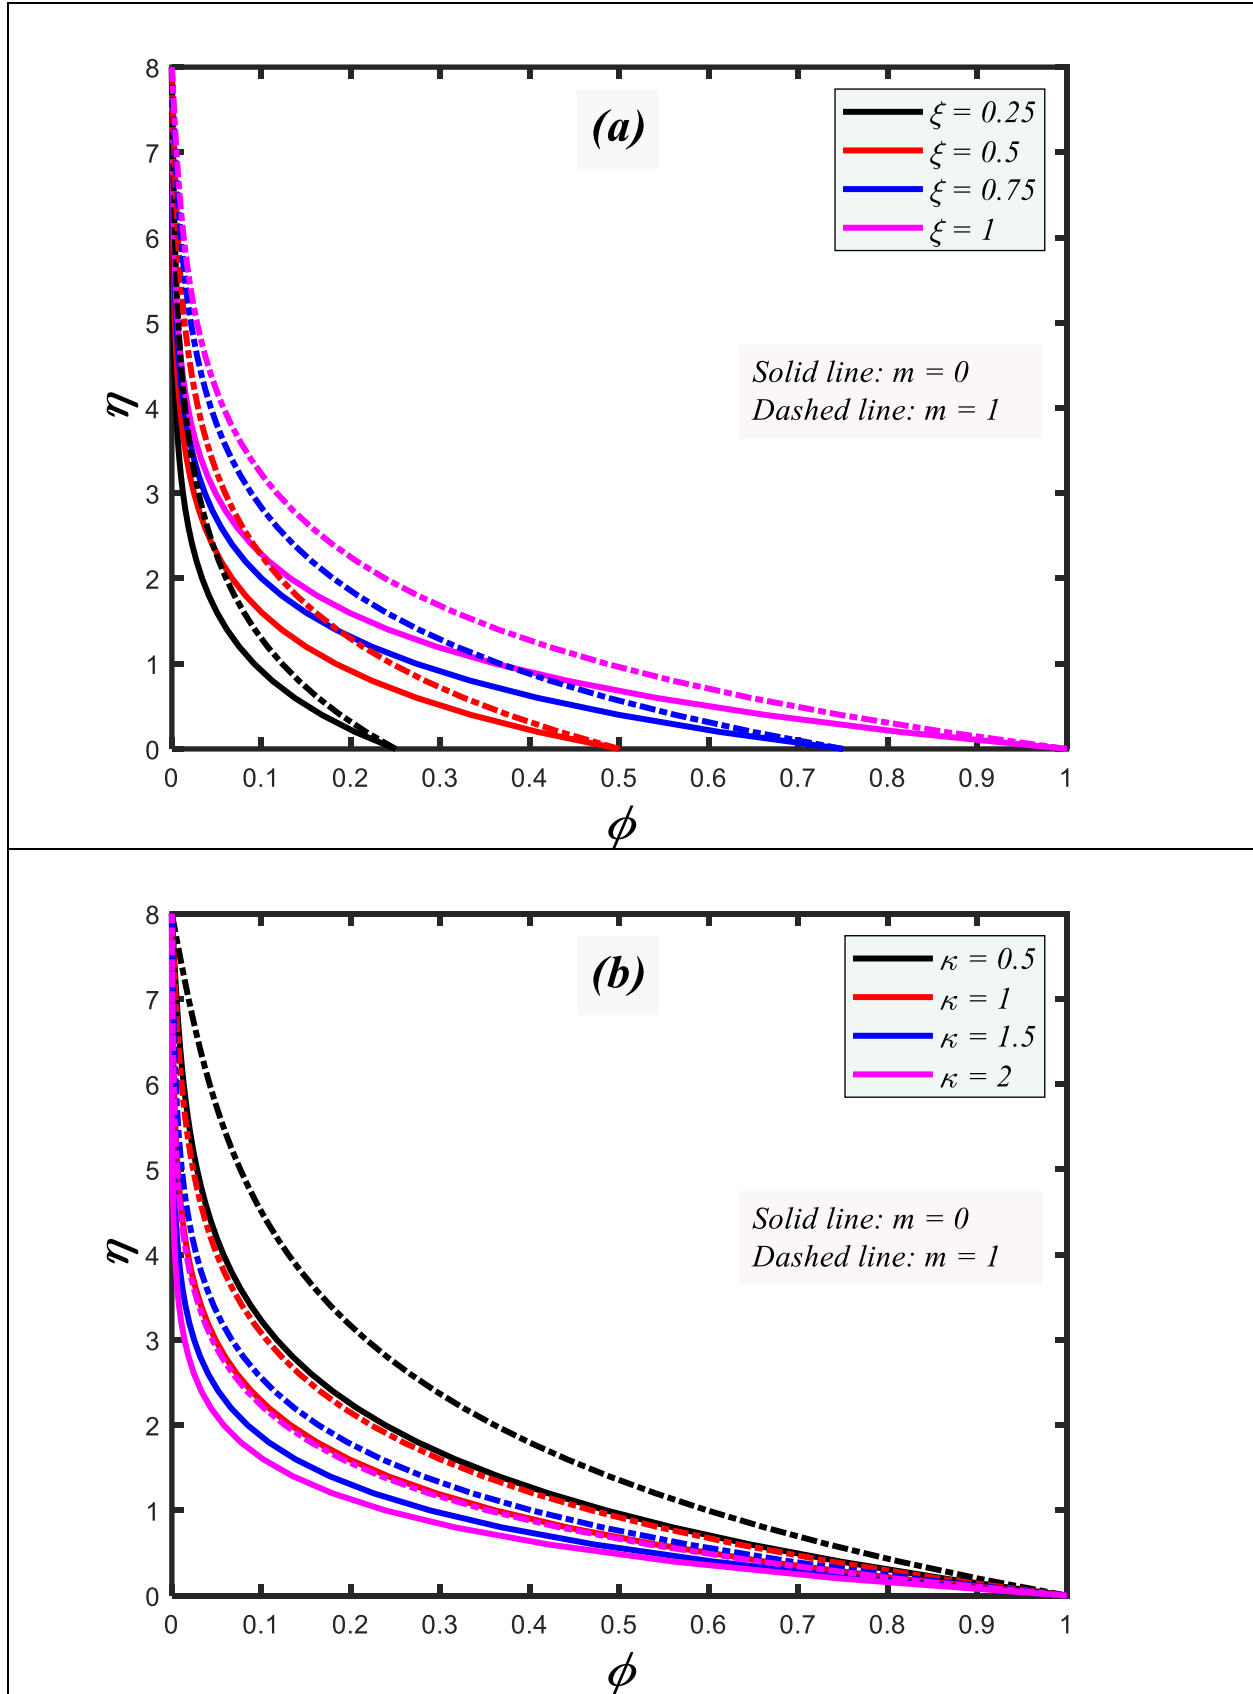 (a)
ξ = 0.25
ξ = 0.5
ξ = 0.75
ξ = 1
Solid line: m = 0
Dashed line: m = 1
8
7
6
5
4
3
2
1
0
η
0 0.1 0.2 0.3 0.4 0.5 0.6 0.7 0.8 0.9 1
ϕ
(b)
κ = 0.5
κ = 1
κ = 1.5
κ = 2
Solid line: m = 0
Dashed line: m = 1
8
7
6
5
4
3
2
1
0
η
0 0.1 0.2 0.3 0.4 0.5 0.6 0.7 0.8 0.9 1
ϕ